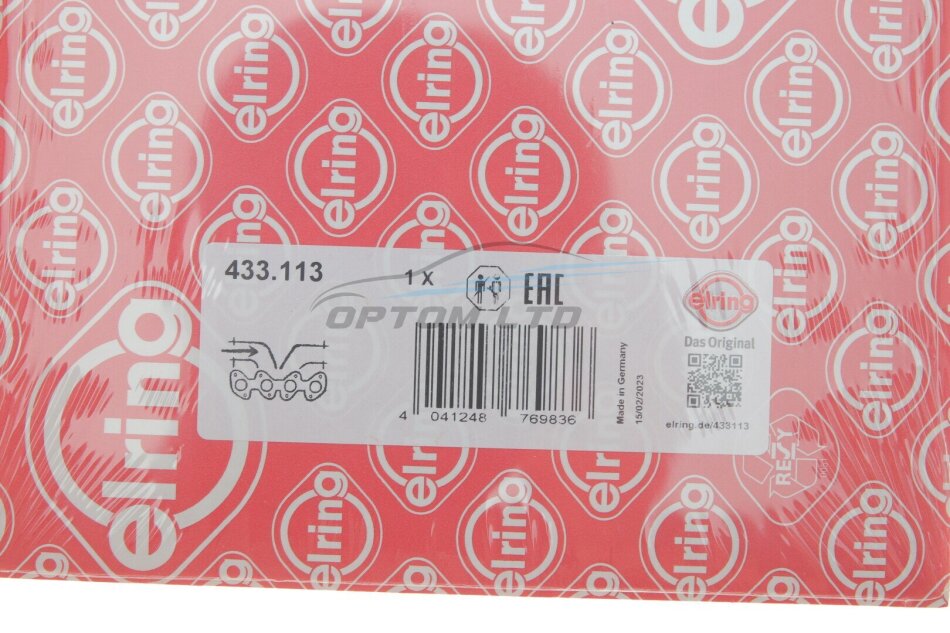 433.113
1 X
EAC
OPTOM LTD
elring
Das Original
4 041248 769836
Made in Germany
15/02/2023
elring.de/433113
RESY
elring